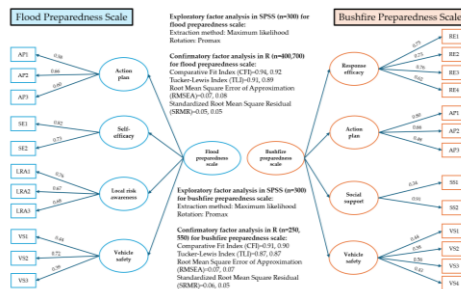 Flood Preparedness Scale
Bushfire Preparedness Scale
Exploratory factor analysis in SPSS (n=300) for
flood preparedness scale:
Extraction method: Maximum likelihood
Rotation: Promax
Confirmatory factor analysis in R (n=400,700)
for flood preparedness scale:
Comparative Fit Index (CFI)=0.94, 0.92
Tucker-Lewis Index (TLI)=0.91, 0.89
Root Mean Square Error of Approximation
(RMSEA)=0.07, 0.08
Standardized Root Mean Square Residual
(SRMR)=0.05, 0.05
AP1
AP2
AP3
Action
plan
SE1
SE2
Self-
efficacy
LRA1
LRA2
LRA3
Local risk
awareness
VS1
VS2
VS3
Vehicle
safety
Flood
preparedness
scale
Bushfire
preparedness
scale
Response
efficacy
RE1
RE2
RE3
RE4
Action
plan
AP1
AP2
AP3
Social
support
SS1
SS2
Vehicle
safety
VS1
VS2
VS3
VS4
Exploratory factor analysis in SPSS (n=300)
for bushfire preparedness scale:
Extraction method: Maximum likelihood
Rotation: Promax
Confirmatory factor analysis in R (n=250,
550) for bushfire preparedness scale:
Comparative Fit Index (CFI)=0.91, 0.90
Tucker-Lewis Index (TLI)=0.87, 0.87
Root Mean Square Error of Approximation
(RMSEA)=0.07, 0.07
Standardized Root Mean Square Residual
(SRMR)=0.06, 0.05